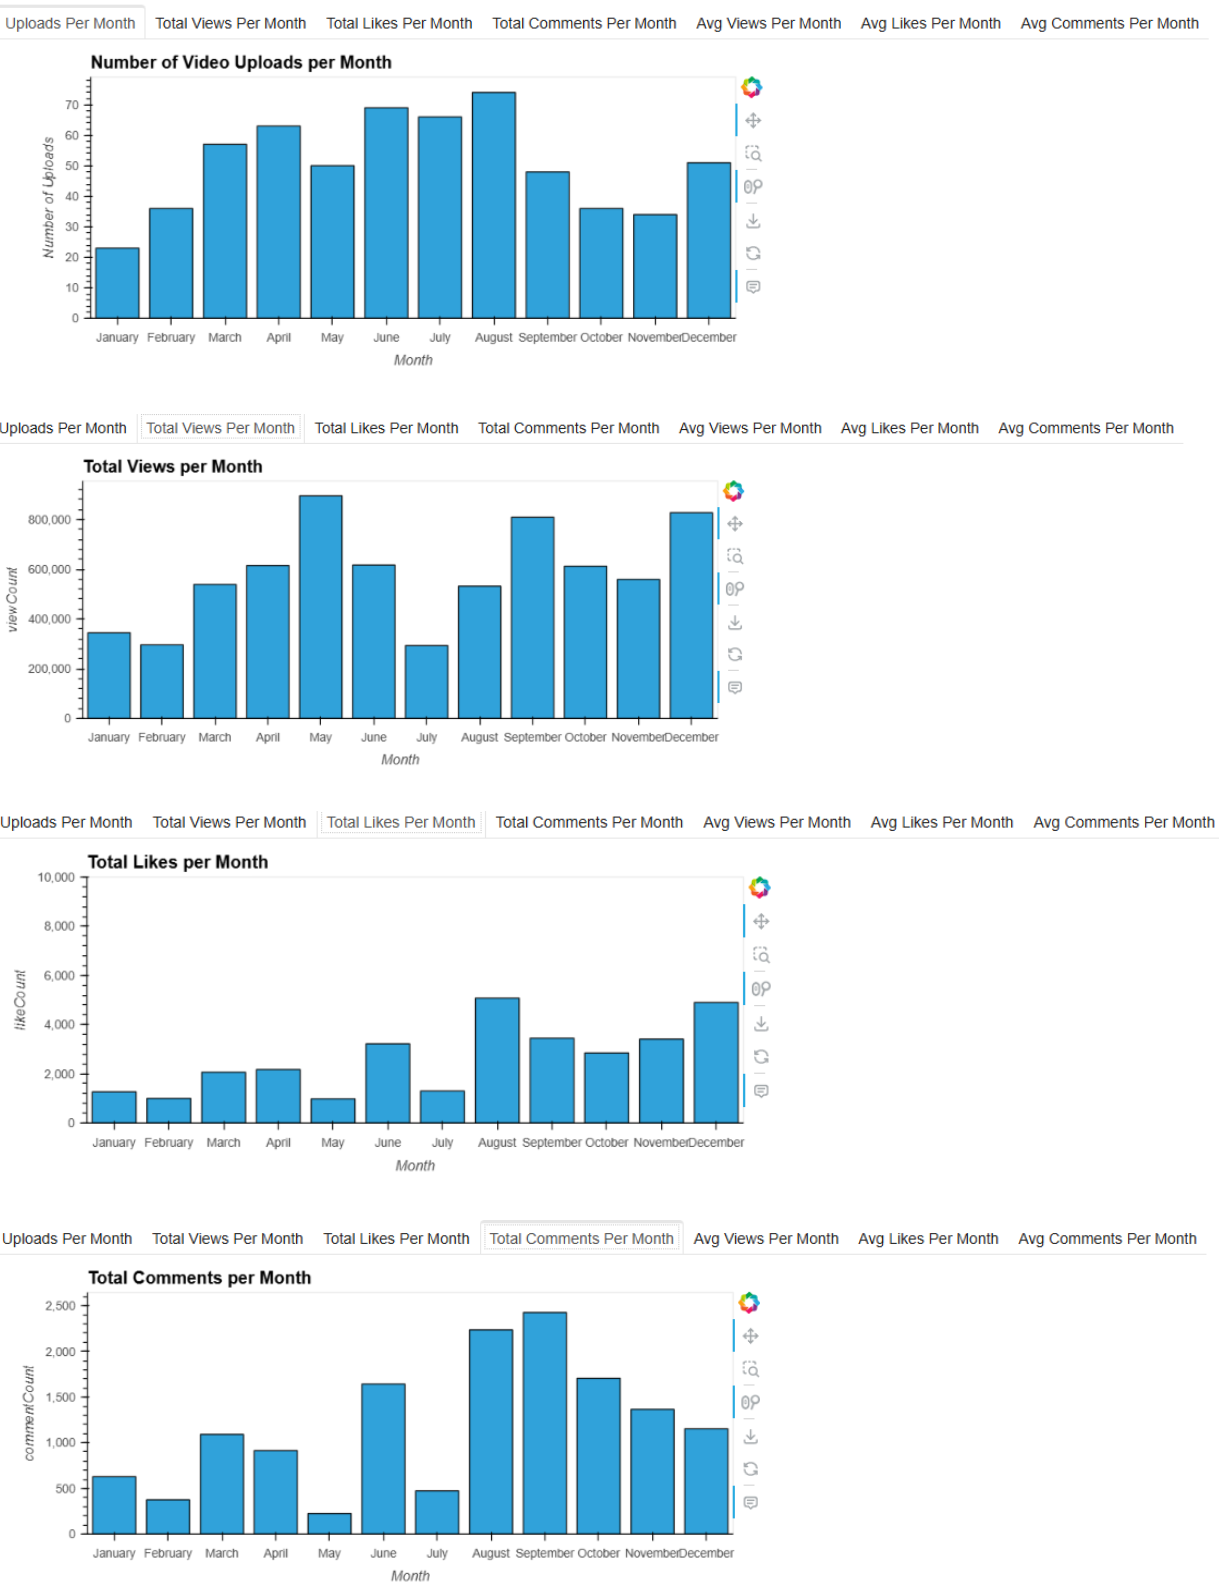 Uploads Per Month Total Views Per Month Total Likes Per Month Total Comments Per Month Avg Views Per Month Avg Likes Per Month Avg Comments Per Month
Number of Video Uploads per Month
70
60
50
40
30
20
10
0
Number of Uploads
January February March April May June July August September October November December
Month
Uploads Per Month Total Views Per Month Total Likes Per Month Total Comments Per Month Avg Views Per Month Avg Likes Per Month Avg Comments Per Month
Total Views per Month
800,000
600,000
400,000
200,000
0
viewCount
January February March April May June July August September October November December
Month
Uploads Per Month Total Views Per Month Total Likes Per Month Total Comments Per Month Avg Views Per Month Avg Likes Per Month Avg Comments Per Month
Total Likes per Month
10,000
8,000
6,000
4,000
2,000
0
likeCount
January February March April May June July August September October November December
Month
Uploads Per Month Total Views Per Month Total Likes Per Month Total Comments Per Month Avg Views Per Month Avg Likes Per Month Avg Comments Per Month
Total Comments per Month
2,500
2,000
1,500
1,000
500
0
commentCount
January February March April May June July August September October November December
Month